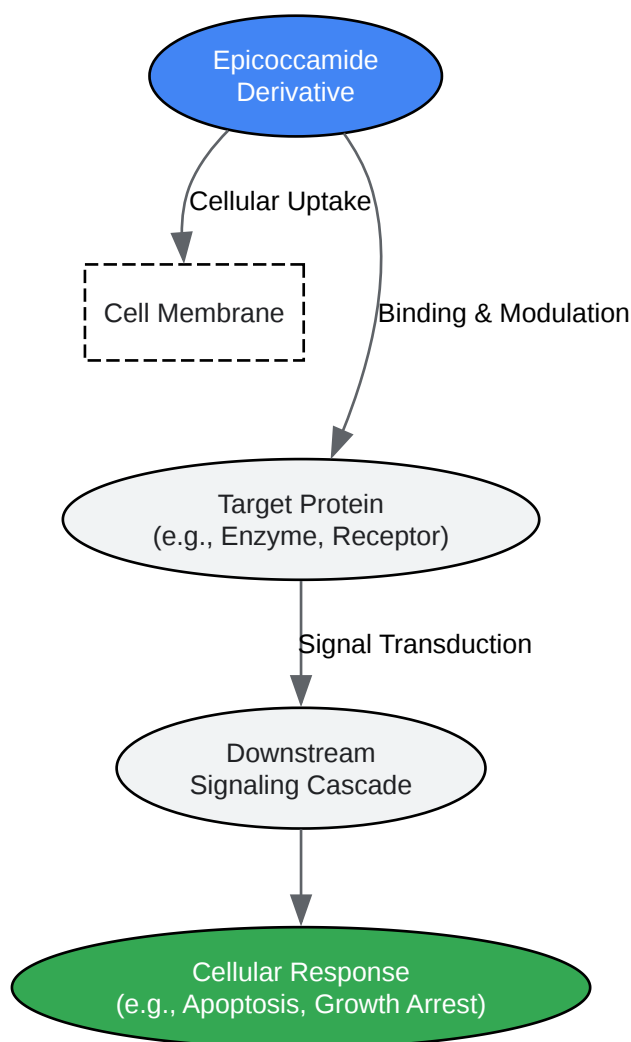 Epicoccamide
Derivative
Cellular Uptake
Cell Membrane
Binding & Modulation
Target Protein
(e.g., Enzyme, Receptor)
Signal Transduction
Downstream
Signaling Cascade
Cellular Response
(e.g., Apoptosis, Growth Arrest)